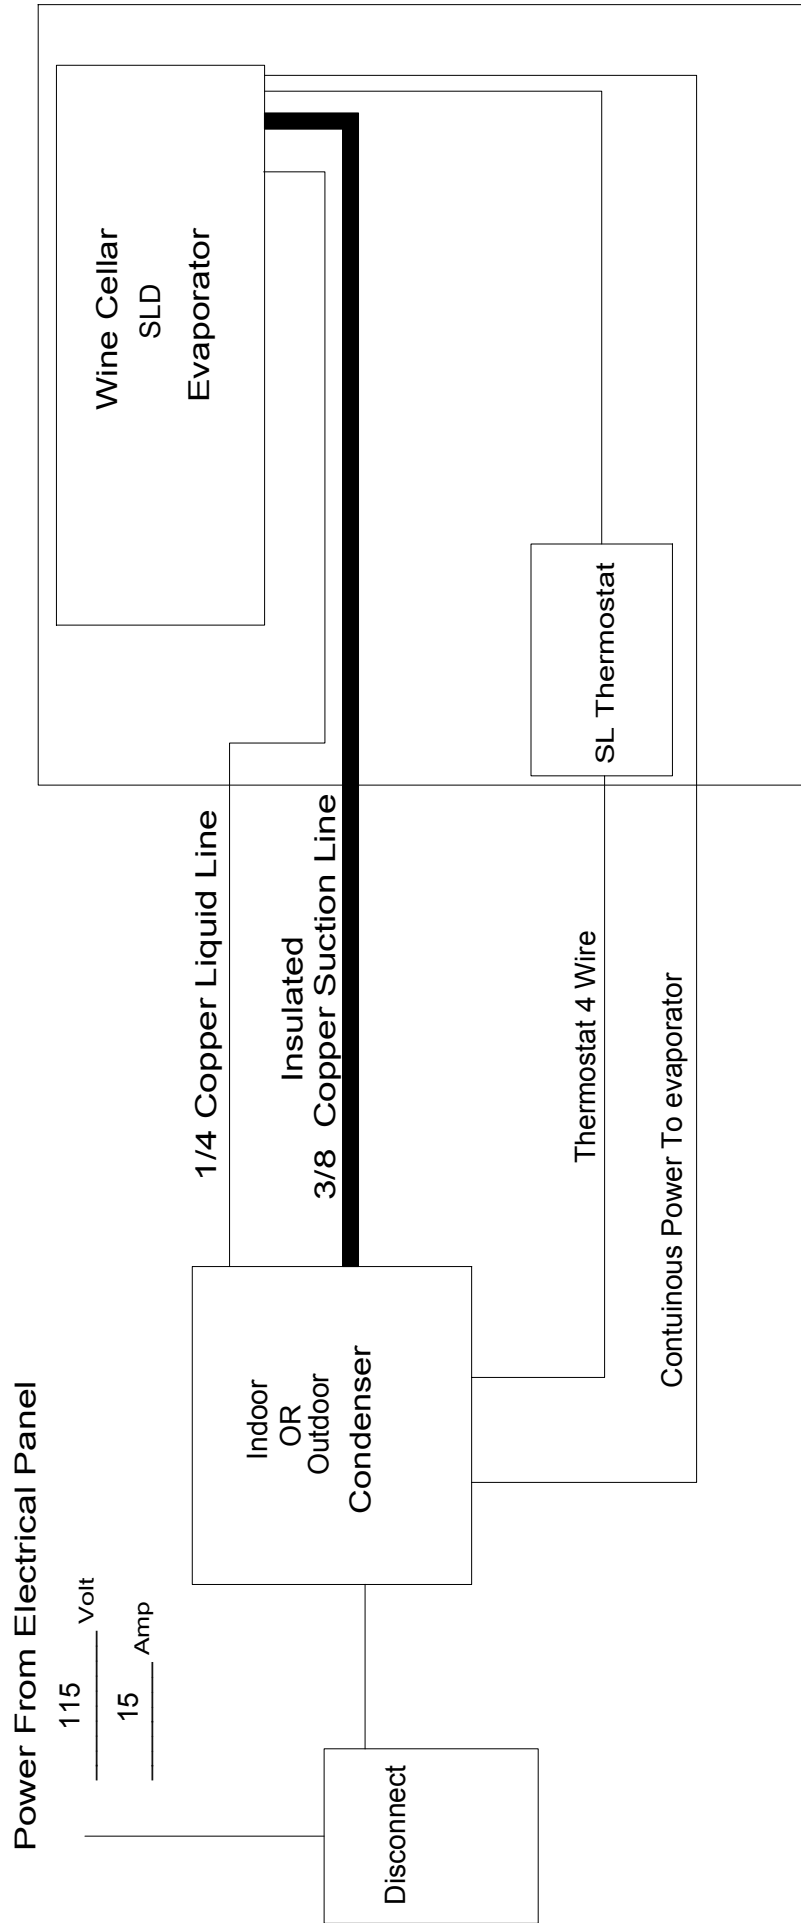 Power From Electrical Panel
115
Volt
15
Amp
Disconnect
Indoor
OR
Outdoor
Condenser
1/4 Copper Liquid Line
Insulated
3/8 Copper Suction Line
Thermostat 4 Wire
Contuinous Power To evaporator
Wine Cellar
SLD
Evaporator
SL Thermostat